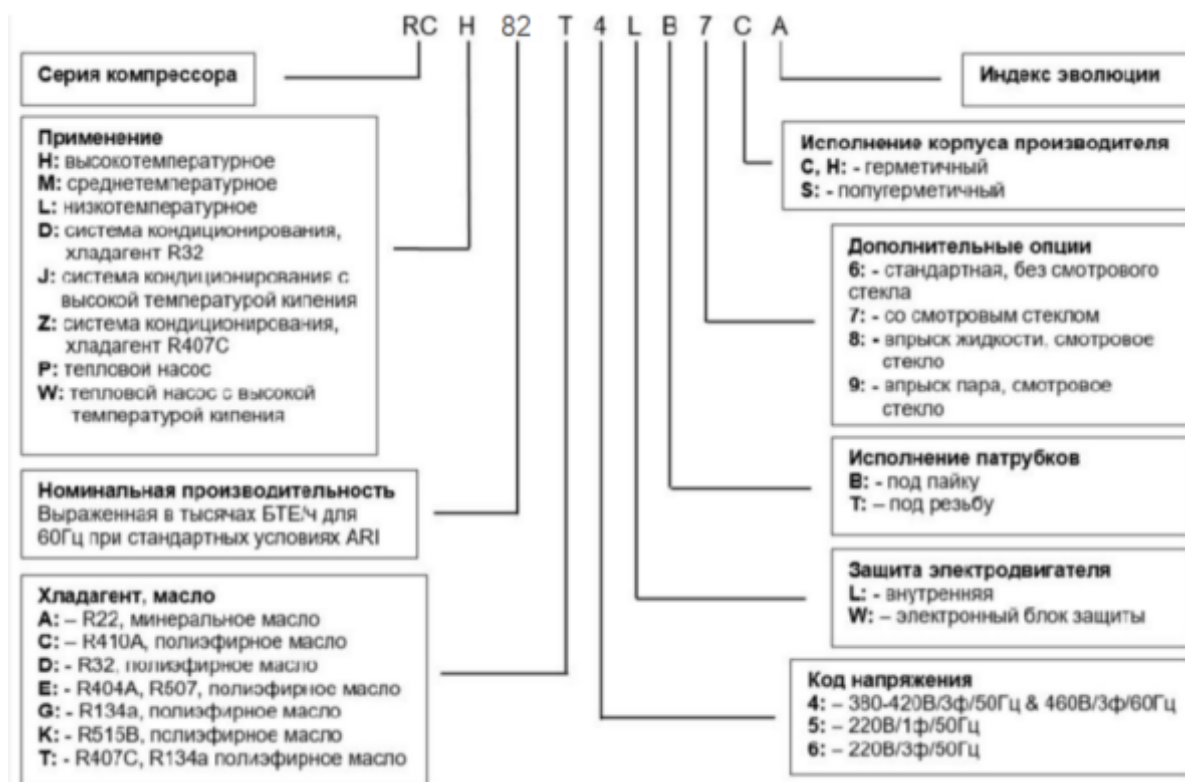 RC H 82 T 4 L B 7 C A
Серия компрессора
Применение
H: высокотемпературное
M: среднетемпературное
L: низкотемпературное
D: система кондиционирования,
хладагент R32
J: система кондиционирования с
высокой температурой кипения
Z: система кондиционирования,
хладагент R407C
P: тепловой насос
W: тепловой насос с высокой
температурой кипения
Номинальная производительность
Выраженная в тысячах БТЕ/ч для
60Гц при стандартных условиях ARI
Хладагент, масло
A: – R22, минеральное масло
C: – R410A, полиэфирное масло
D: - R32, полиэфирное масло
E: - R404A, R507, полиэфирное масло
G: - R134a, полиэфирное масло
K: - R515B, полиэфирное масло
T: - R407C, R134a полиэфирное масло
Индекс эволюции
Исполнение корпуса производителя
C, H: - герметичный
S: - полугерметичный
Дополнительные опции
6: - стандартная, без смотрового
стекла
7: - со смотровым стеклом
8: - впрыск жидкости, смотровое
стекло
9: - впрыск пара, смотровое
стекло
Исполнение патрубков
B: - под пайку
T: – под резьбу
Защита электродвигателя
L: - внутренняя
W: – электронный блок защиты
Код напряжения
4: – 380-420В/3ф/50Гц & 460В/3ф/60Гц
5: – 220В/1ф/50Гц
6: – 220В/3ф/50Гц